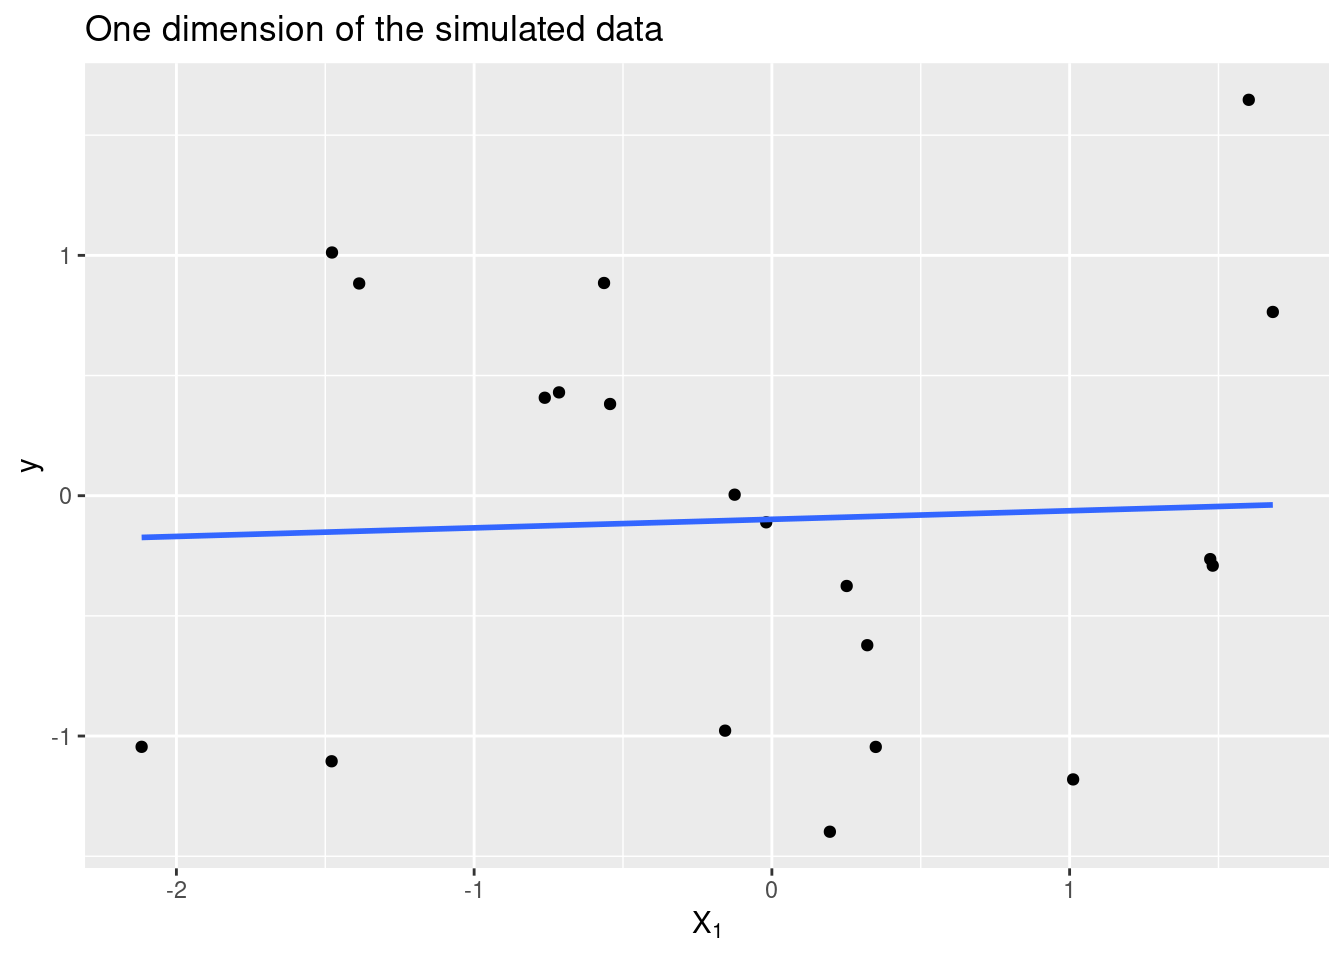 One dimension of the simulated data
1
0
-1
y
-2 -1 0 1
X₁